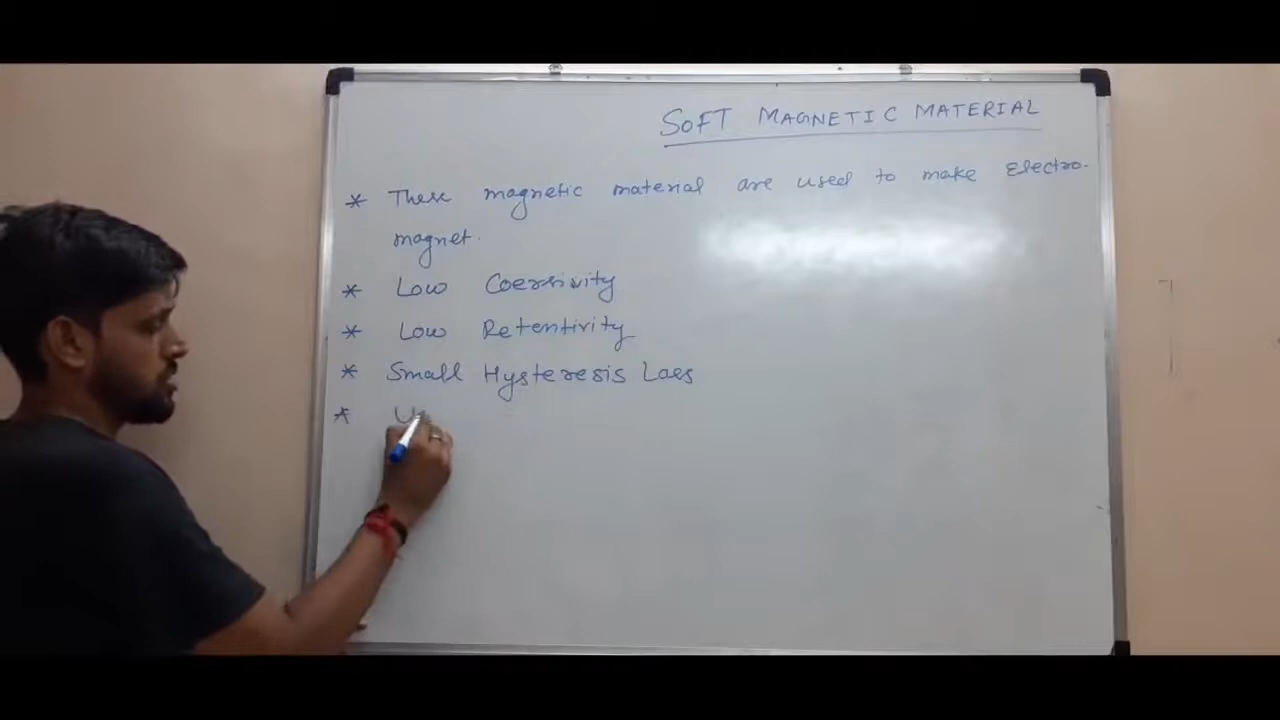 SOFT MAGNETIC MATERIAL
* These magnetic material are used to make Electro-
magnet.
* Low Coersivity
* Low Retentivity
* Small Hysteresis Loss
*